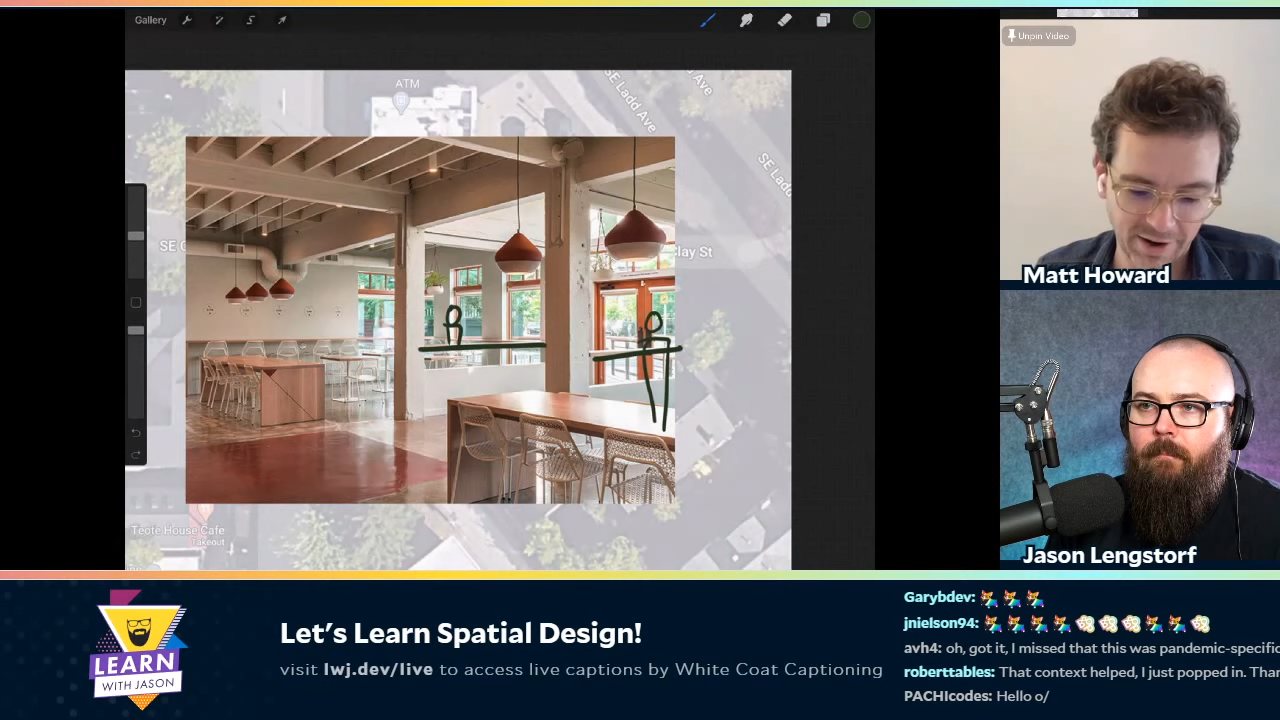 Gallery
Unpin Video
ATM
SE Ladd Ave
Ave
SE Ladd
SE C
lay St
Matt Howard
Teote House Cafe
Takeout
Jason Lengstorf
LEARN
WITH JASON
Let's Learn Spatial Design!
visit lwj.dev/live to access live captions by White Coat Captioning
Garybdev:
jnielson94:
avh4: oh, got it, I missed that this was pandemic-specific
roberttables: That context helped, I just popped in. Than
PACHIcodes: Hello o/